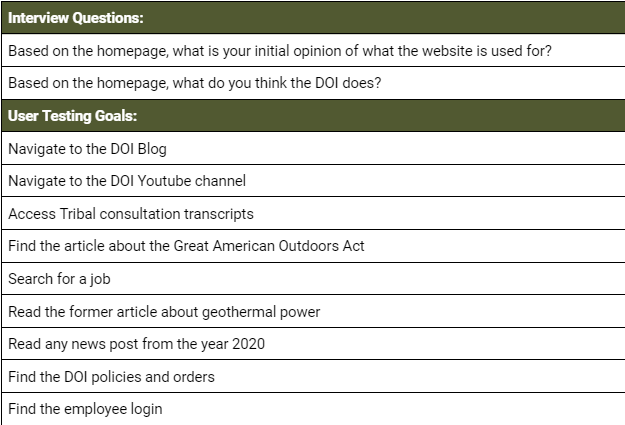 Interview Questions:
Based on the homepage, what is your initial opinion of what the website is used for?
Based on the homepage, what do you think the DOI does?
User Testing Goals:
Navigate to the DOI Blog
Navigate to the DOI Youtube channel
Access Tribal consultation transcripts
Find the article about the Great American Outdoors Act
Search for a job
Read the former article about geothermal power
Read any news post from the year 2020
Find the DOI policies and orders
Find the employee login